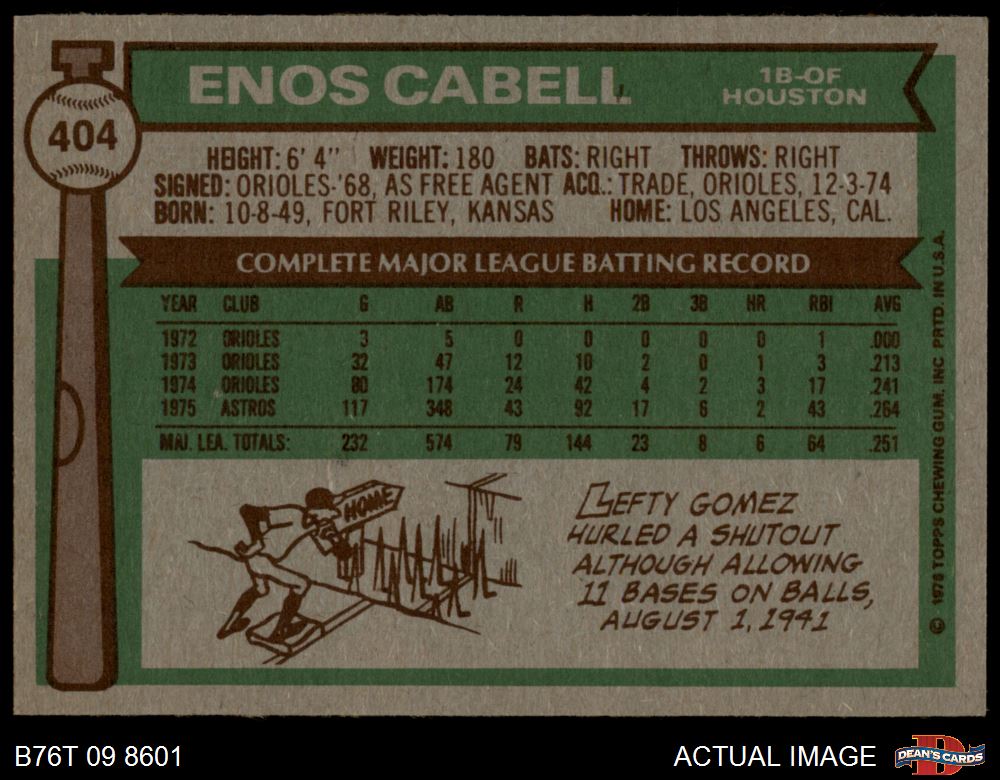 404
ENOS CABELL
1B-OF
HOUSTON
HEIGHT: 6' 4" WEIGHT: 180 BATS: RIGHT THROWS: RIGHT
SIGNED: ORIOLES-'68, AS FREE AGENT ACQ.: TRADE, ORIOLES, 12-3-74
BORN: 10-8-49, FORT RILEY, KANSAS HOME: LOS ANGELES, CAL.
COMPLETE MAJOR LEAGUE BATTING RECORD
YEAR CLUB G AB R H 2B 3B HR RBI AVG
1972 ORIOLES 3 5 0 0 0 0 0 1 .000
1973 ORIOLES 32 47 12 10 2 0 1 3 .213
1974 ORIOLES 80 174 24 42 4 2 3 17 .241
1975 ASTROS 117 348 43 92 17 6 2 43 .264
MAJ. LEA. TOTALS: 232 574 79 144 23 8 6 64 .251
HOME
LEFTY GOMEZ
HURLED A SHUTOUT
ALTHOUGH ALLOWING
11 BASES ON BALLS,
AUGUST 1, 1941
© 1976 TOPPS CHEWING GUM, INC. PRTD. IN U.S.A.
B76T 09 8601
ACTUAL IMAGE
D
DEAN'S CARDS